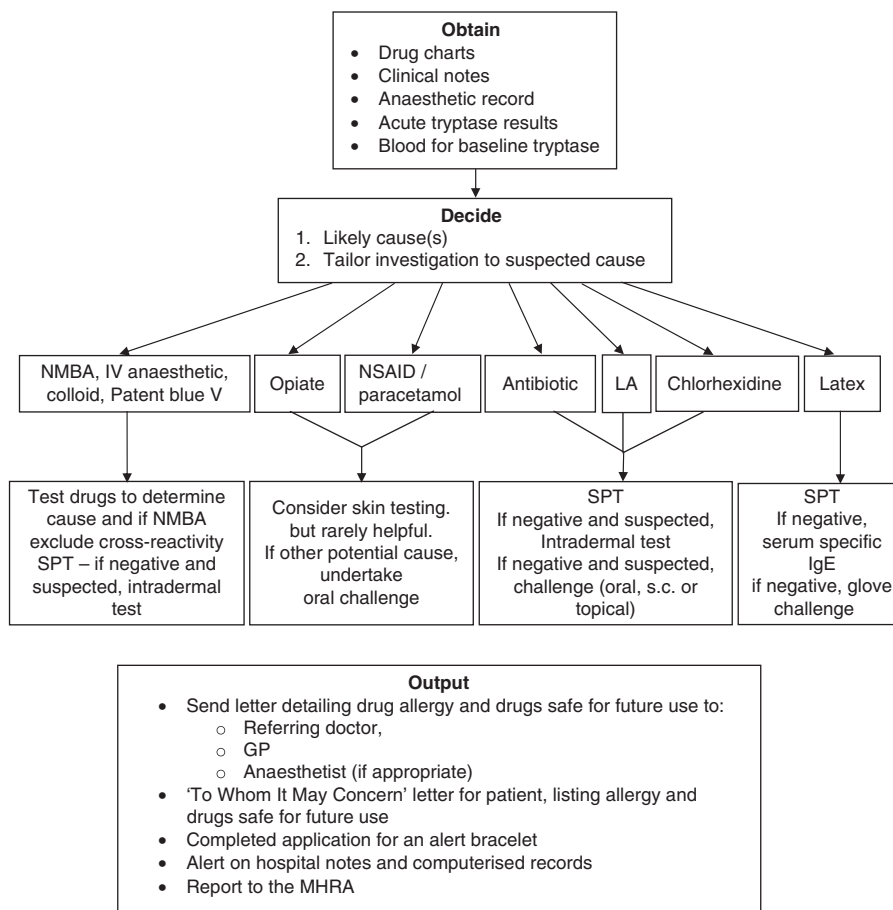 Obtain
• Drug charts
• Clinical notes
• Anaesthetic record
• Acute tryptase results
• Blood for baseline tryptase
Decide
1. Likely cause(s)
2. Tailor investigation to suspected cause
NMBA, IV anaesthetic,
colloid, Patent blue V
Opiate
NSAID /
paracetamol
Antibiotic
LA
Chlorhexidine
Latex
Test drugs to determine
cause and if NMBA
exclude cross-reactivity
SPT – if negative and
suspected, intradermal
test
Consider skin testing.
but rarely helpful.
If other potential cause,
undertake
oral challenge
SPT
If negative and suspected,
Intradermal test
If negative and suspected,
challenge (oral, s.c. or
topical)
SPT
If negative,
serum specific
IgE
if negative, glove
challenge
Output
• Send letter detailing drug allergy and drugs safe for future use to:
○ Referring doctor,
○ GP
○ Anaesthetist (if appropriate)
• ‘To Whom It May Concern’ letter for patient, listing allergy and
drugs safe for future use
• Completed application for an alert bracelet
• Alert on hospital notes and computerised records
• Report to the MHRA